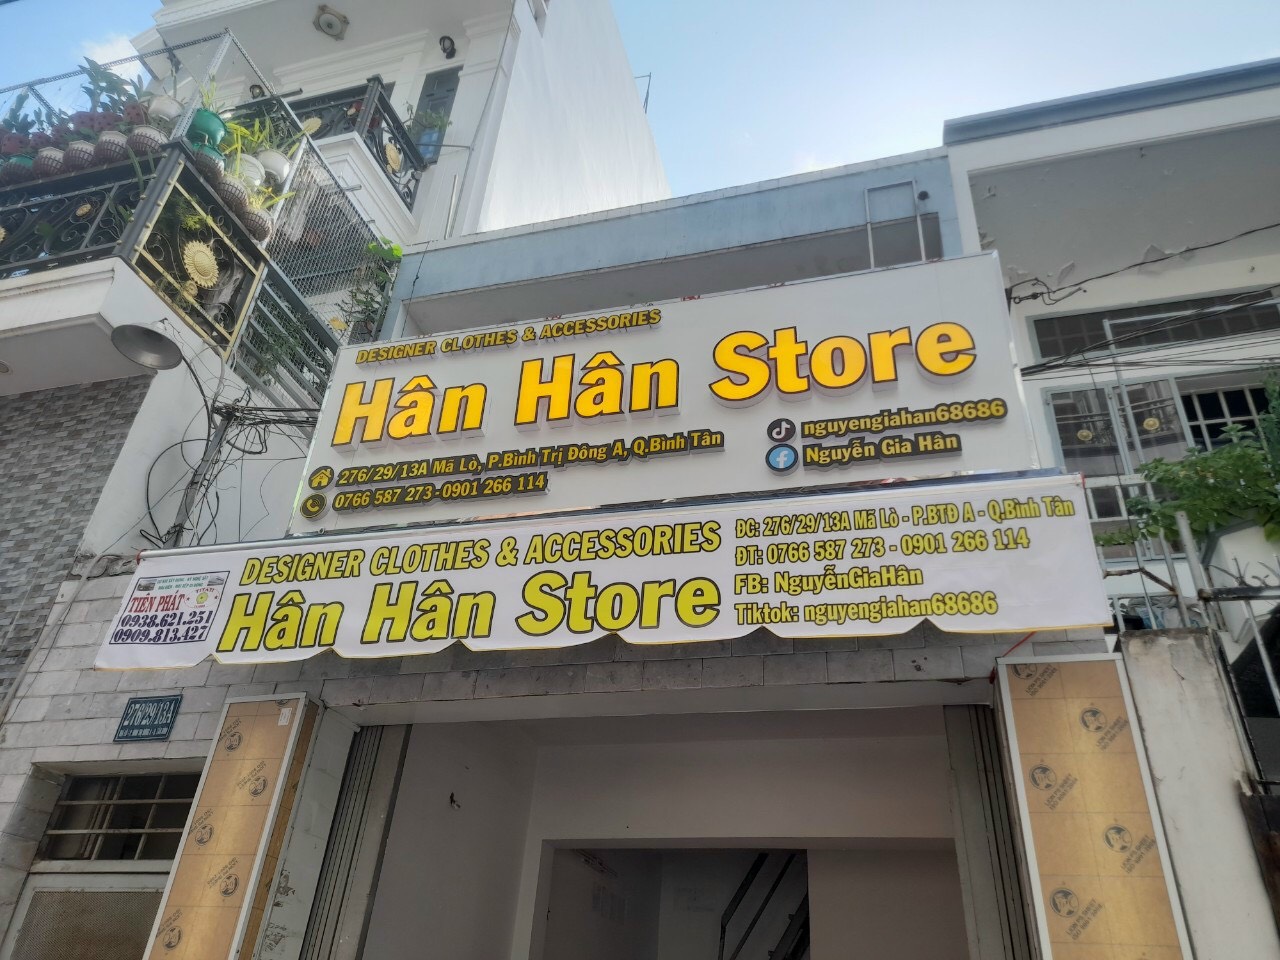 DESIGNER CLOTHES & ACCESSORIES
Hân Hân Store
276/29/13A Mã Lò, P.Bình Trị Đông A, Q.Bình Tân
0766 587 273 - 0901 266 114
nguyengiahan68686
Nguyễn Gia Hân
DESIGNER CLOTHES & ACCESSORIES
Hân Hân Store
ĐC: 276/29/13A Mã Lò - P.BTĐ A - Q.Bình Tân
ĐT: 0766 587 273 - 0901 266 114
FB: NguyễnGiaHân
Tiktok: nguyengiahan68686
TIẾN PHÁT
0938.621.251
0909.813.427
276/29/13A